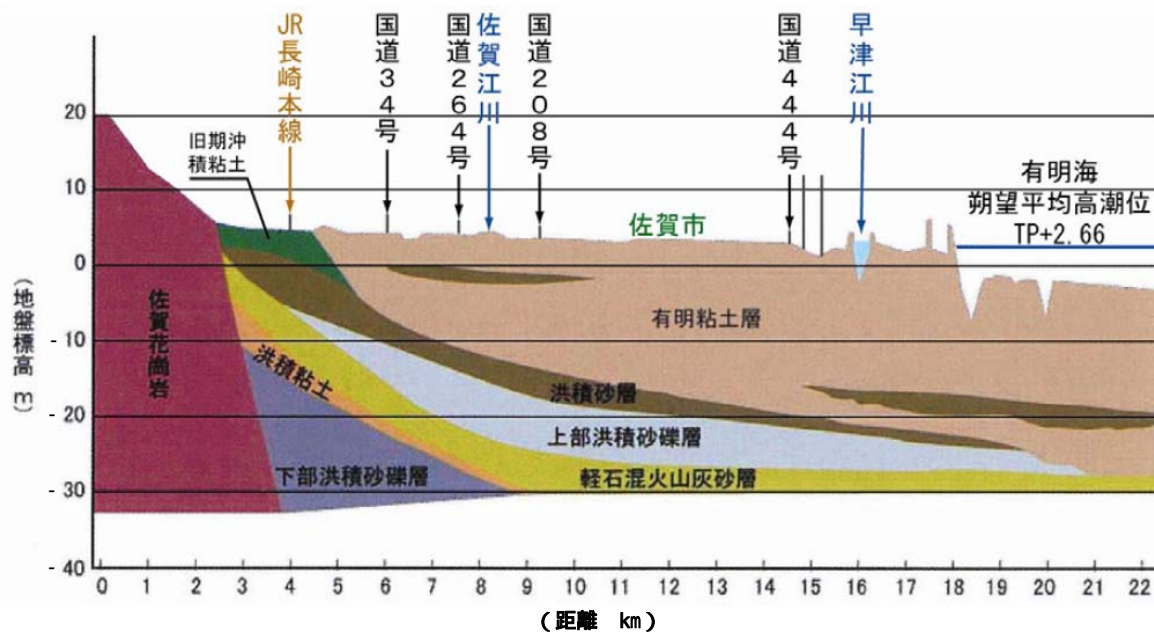 JR長崎本線
国道34号
国道264号
佐賀江川
国道208号
国道444号
早津江川
旧期沖
積粘土
有明海
朔望平均高潮位
TP+2.66
佐賀市
20
10
0
-10
-20
-30
-40
(地盤標高 m)
佐賀花崗岩
有明粘土層
洪積粘土
洪積砂層
上部洪積砂礫層
下部洪積砂礫層
軽石混火山灰砂層
0 1 2 3 4 5 6 7 8 9 10 11 12 13 14 15 16 17 18 19 20 21 22
(距離 km)